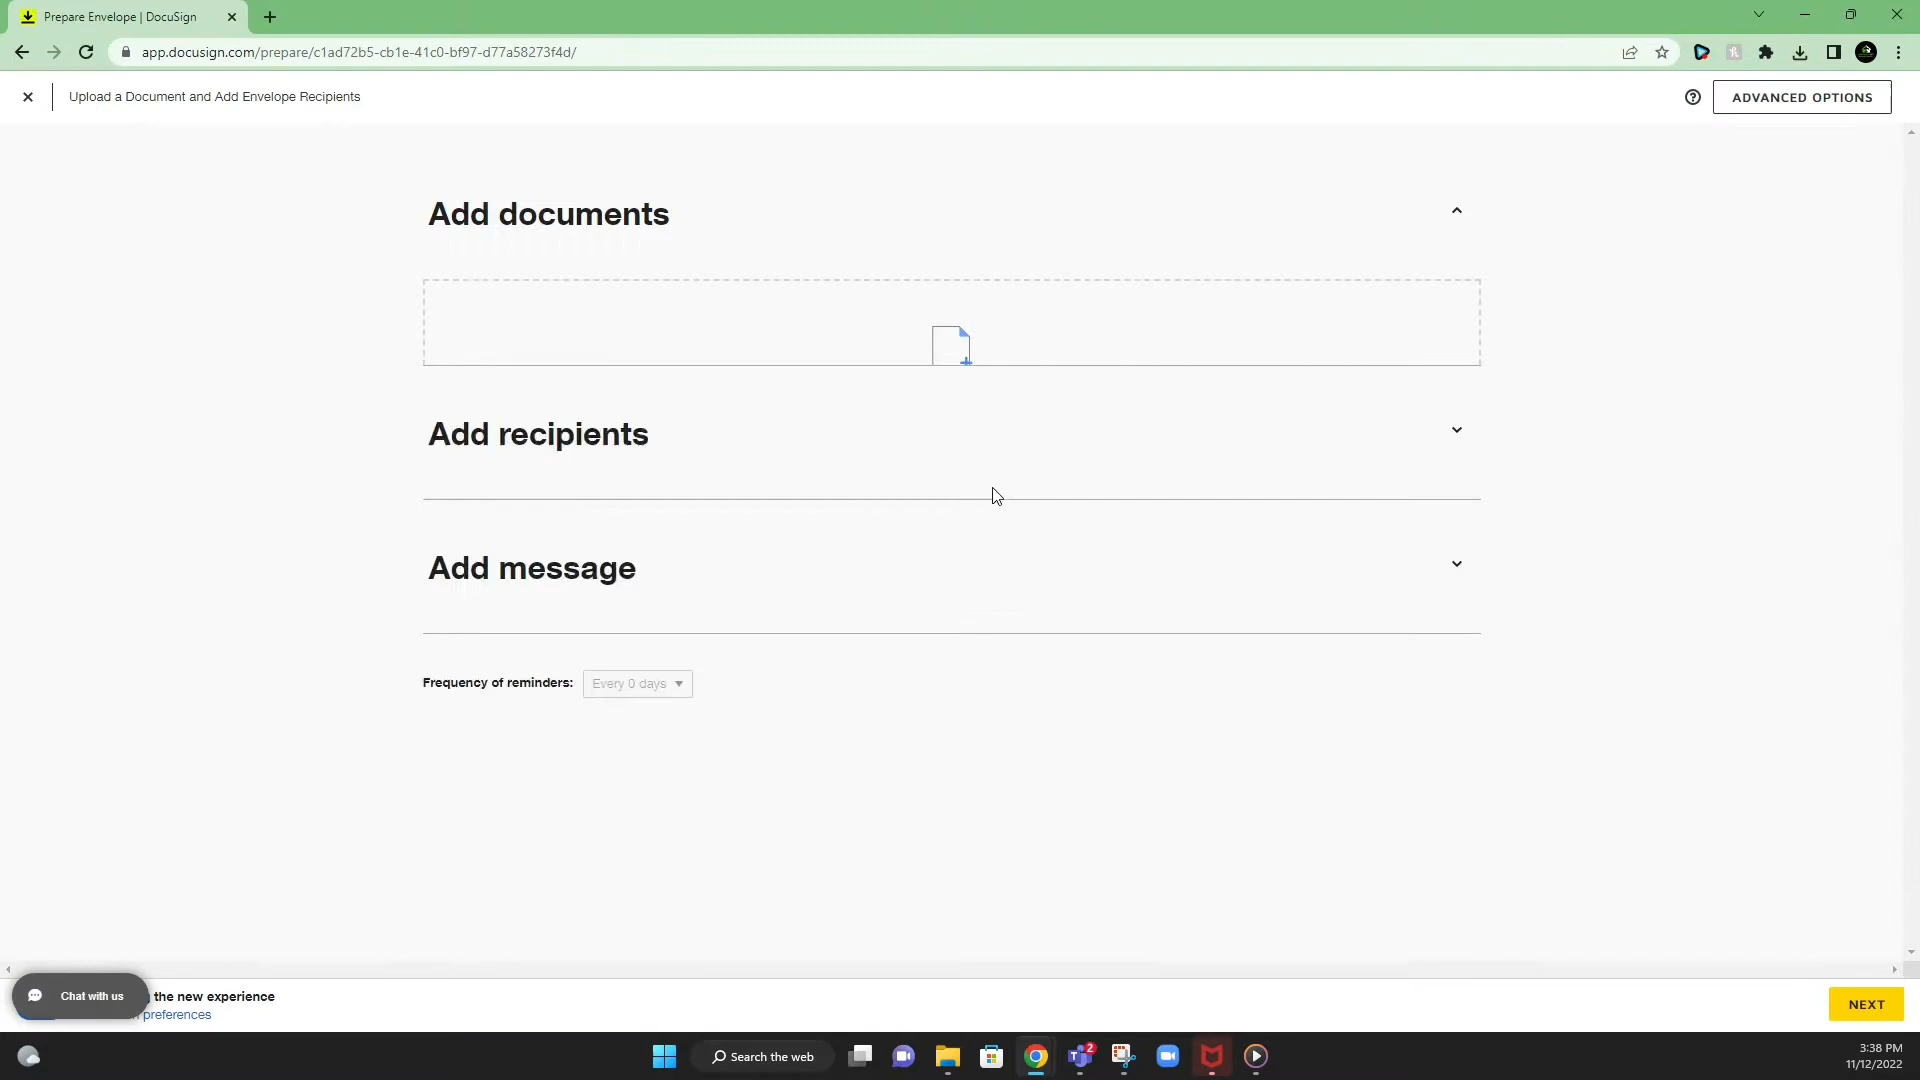 Prepare Envelope | DocuSign
app.docusign.com/prepare/c1ad72b5-cb1e-41c0-bf97-d77a58273f4d/
Upload a Document and Add Envelope Recipients
ADVANCED OPTIONS
Add documents
Add recipients
Add message
Frequency of reminders: Every 0 days
Chat with us
the new experience
preferences
NEXT
Search the web
2
3:38 PM
11/12/2022